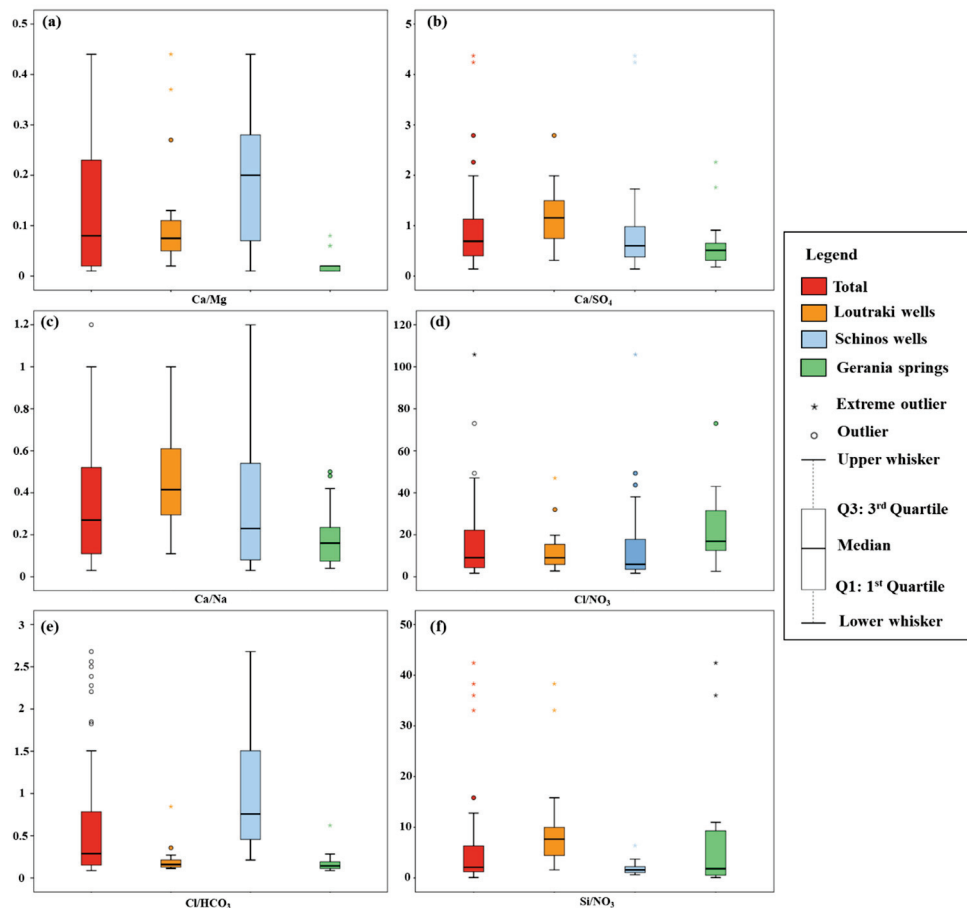 (a)
0.5
0.4
0.3
0.2
0.1
0
Ca/Mg
(b)
5
4
3
2
1
0
Ca/SO4
(c)
1.2
1
0.8
0.6
0.4
0.2
0
Ca/Na
(d)
120
100
80
60
40
20
0
Cl/NO3
(e)
3
2.5
2
1.5
1
0.5
0
Cl/HCO3
(f)
50
40
30
20
10
0
Si/NO3
Legend
Total
Loutraki wells
Schinos wells
Gerania springs
Extreme outlier
Outlier
Upper whisker
Q3: 3rd Quartile
Median
Q1: 1st Quartile
Lower whisker